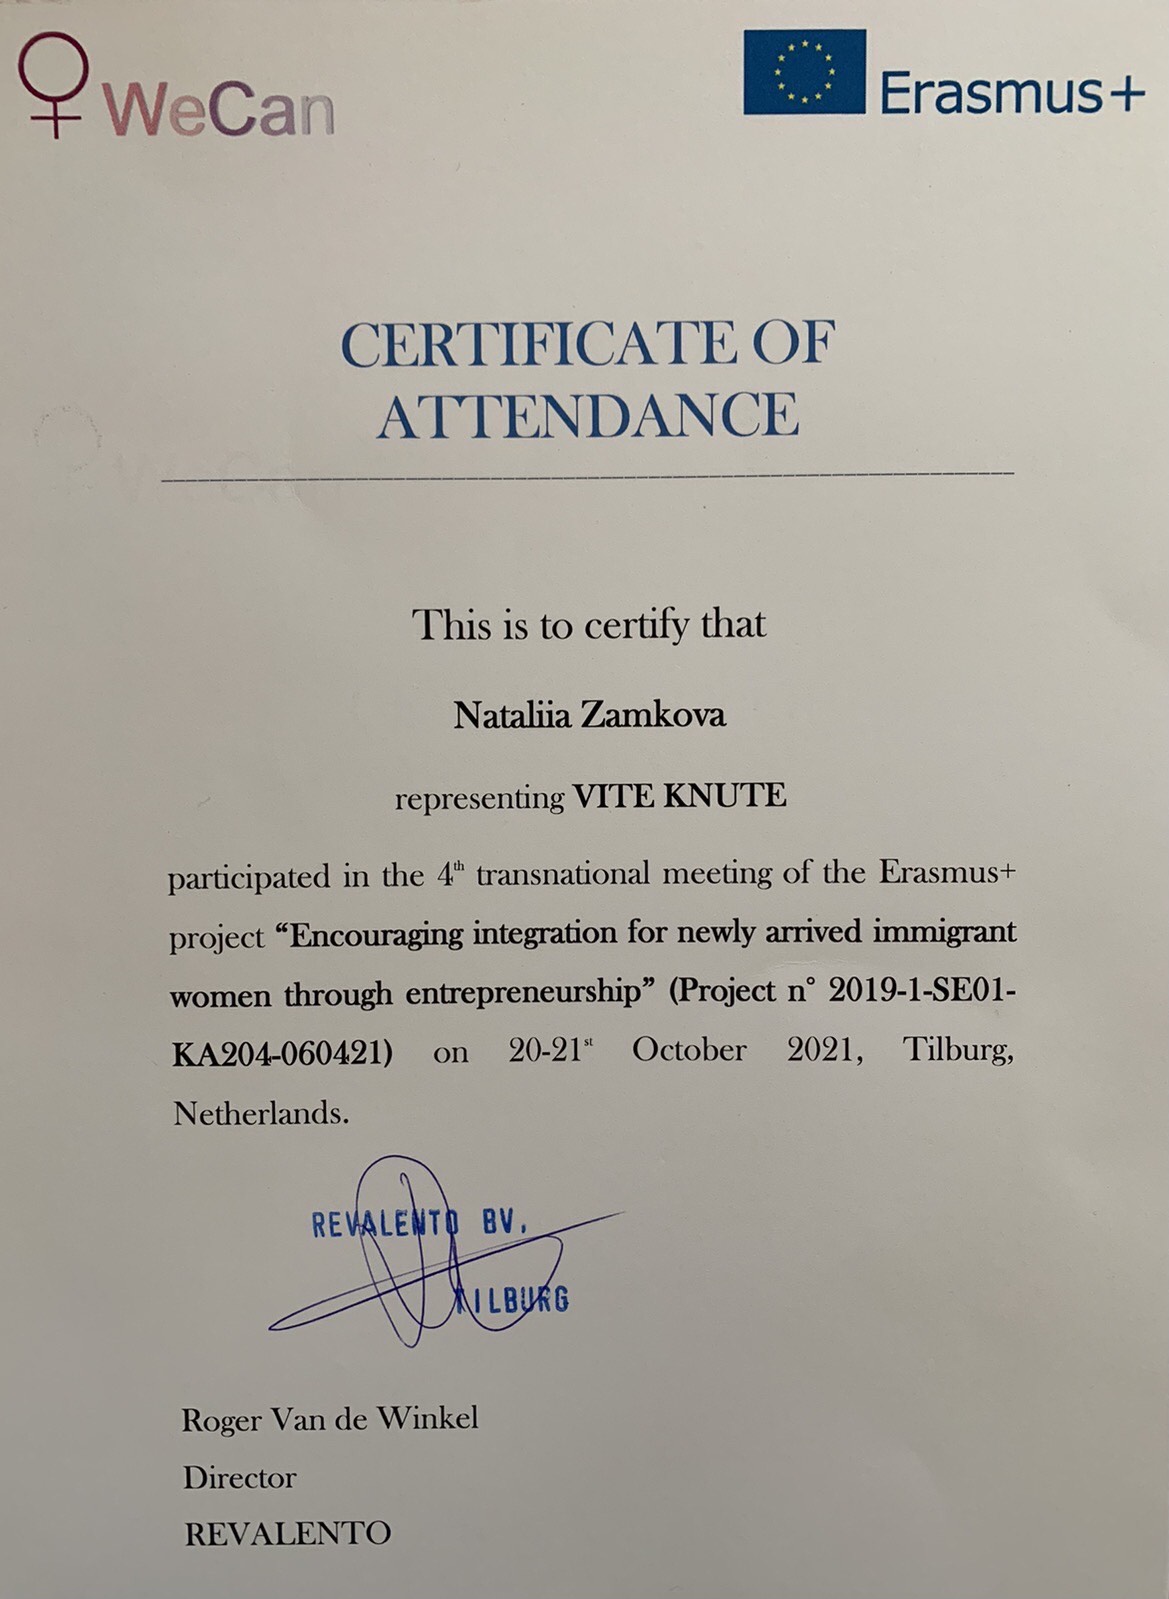 WeCan
Erasmus+
CERTIFICATE OF
ATTENDANCE
This is to certify that
Nataliia Zamkova
representing VITE KNUTE
participated in the 4th transnational meeting of the Erasmus+
project “Encouraging integration for newly arrived immigrant
women through entrepreneurship” (Project n° 2019-1-SE01-
KA204-060421) on 20-21st October 2021, Tilburg,
Netherlands.
REVALENTO BV.
TILBURG
Roger Van de Winkel
Director
REVALENTO